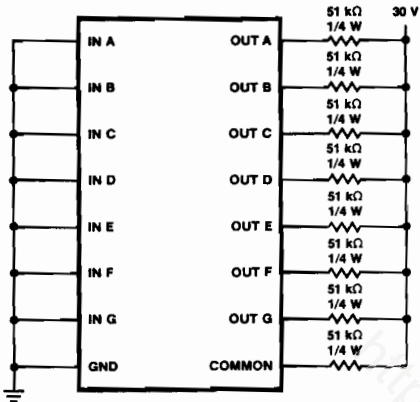 51 kΩ 30 V
1/4 W
IN A OUT A
51 kΩ
1/4 W
IN B OUT B
51 kΩ
1/4 W
IN C OUT C
51 kΩ
1/4 W
IN D OUT D
51 kΩ
1/4 W
IN E OUT E
51 kΩ
1/4 W
IN F OUT F
51 kΩ
1/4 W
IN G OUT G
51 kΩ
1/4 W
GND COMMON
http